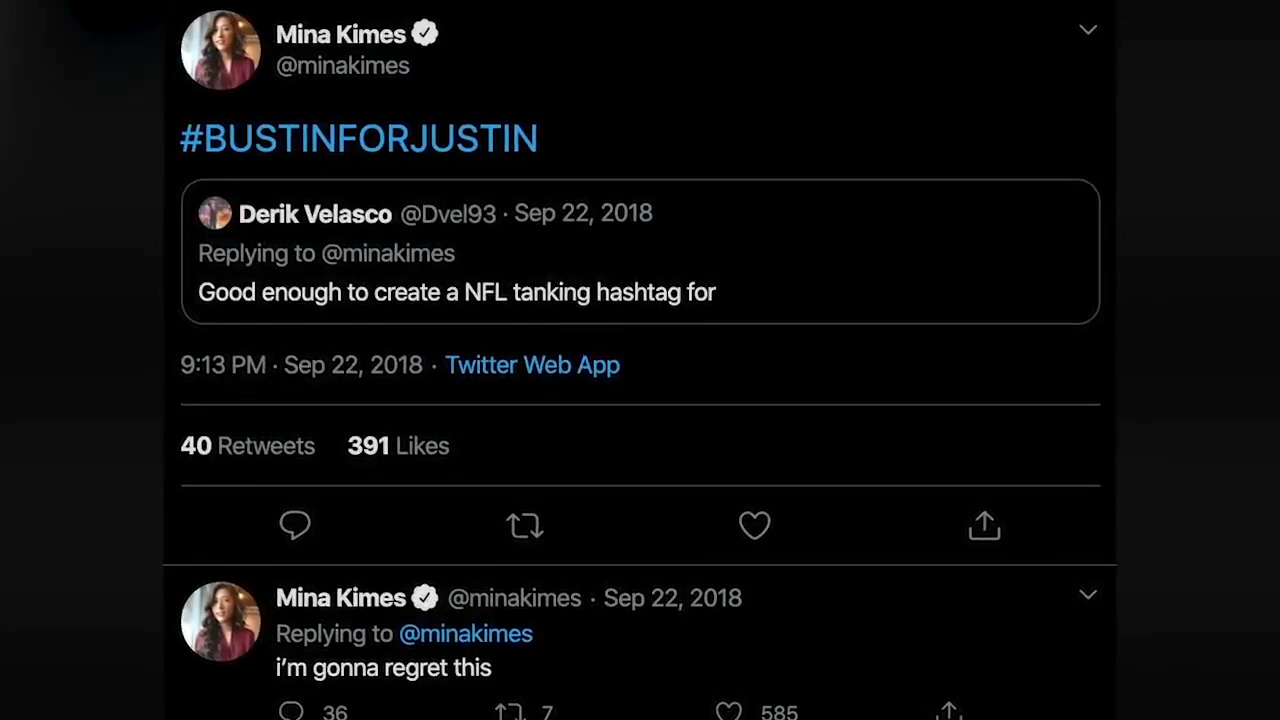 Mina Kimes
@minakimes
#BUSTINFORJUSTIN
Derik Velasco @Dvel93 · Sep 22, 2018
Replying to @minakimes
Good enough to create a NFL tanking hashtag for
9:13 PM · Sep 22, 2018 · Twitter Web App
40 Retweets 391 Likes
Mina Kimes @minakimes · Sep 22, 2018
Replying to @minakimes
i’m gonna regret this
36 7 585